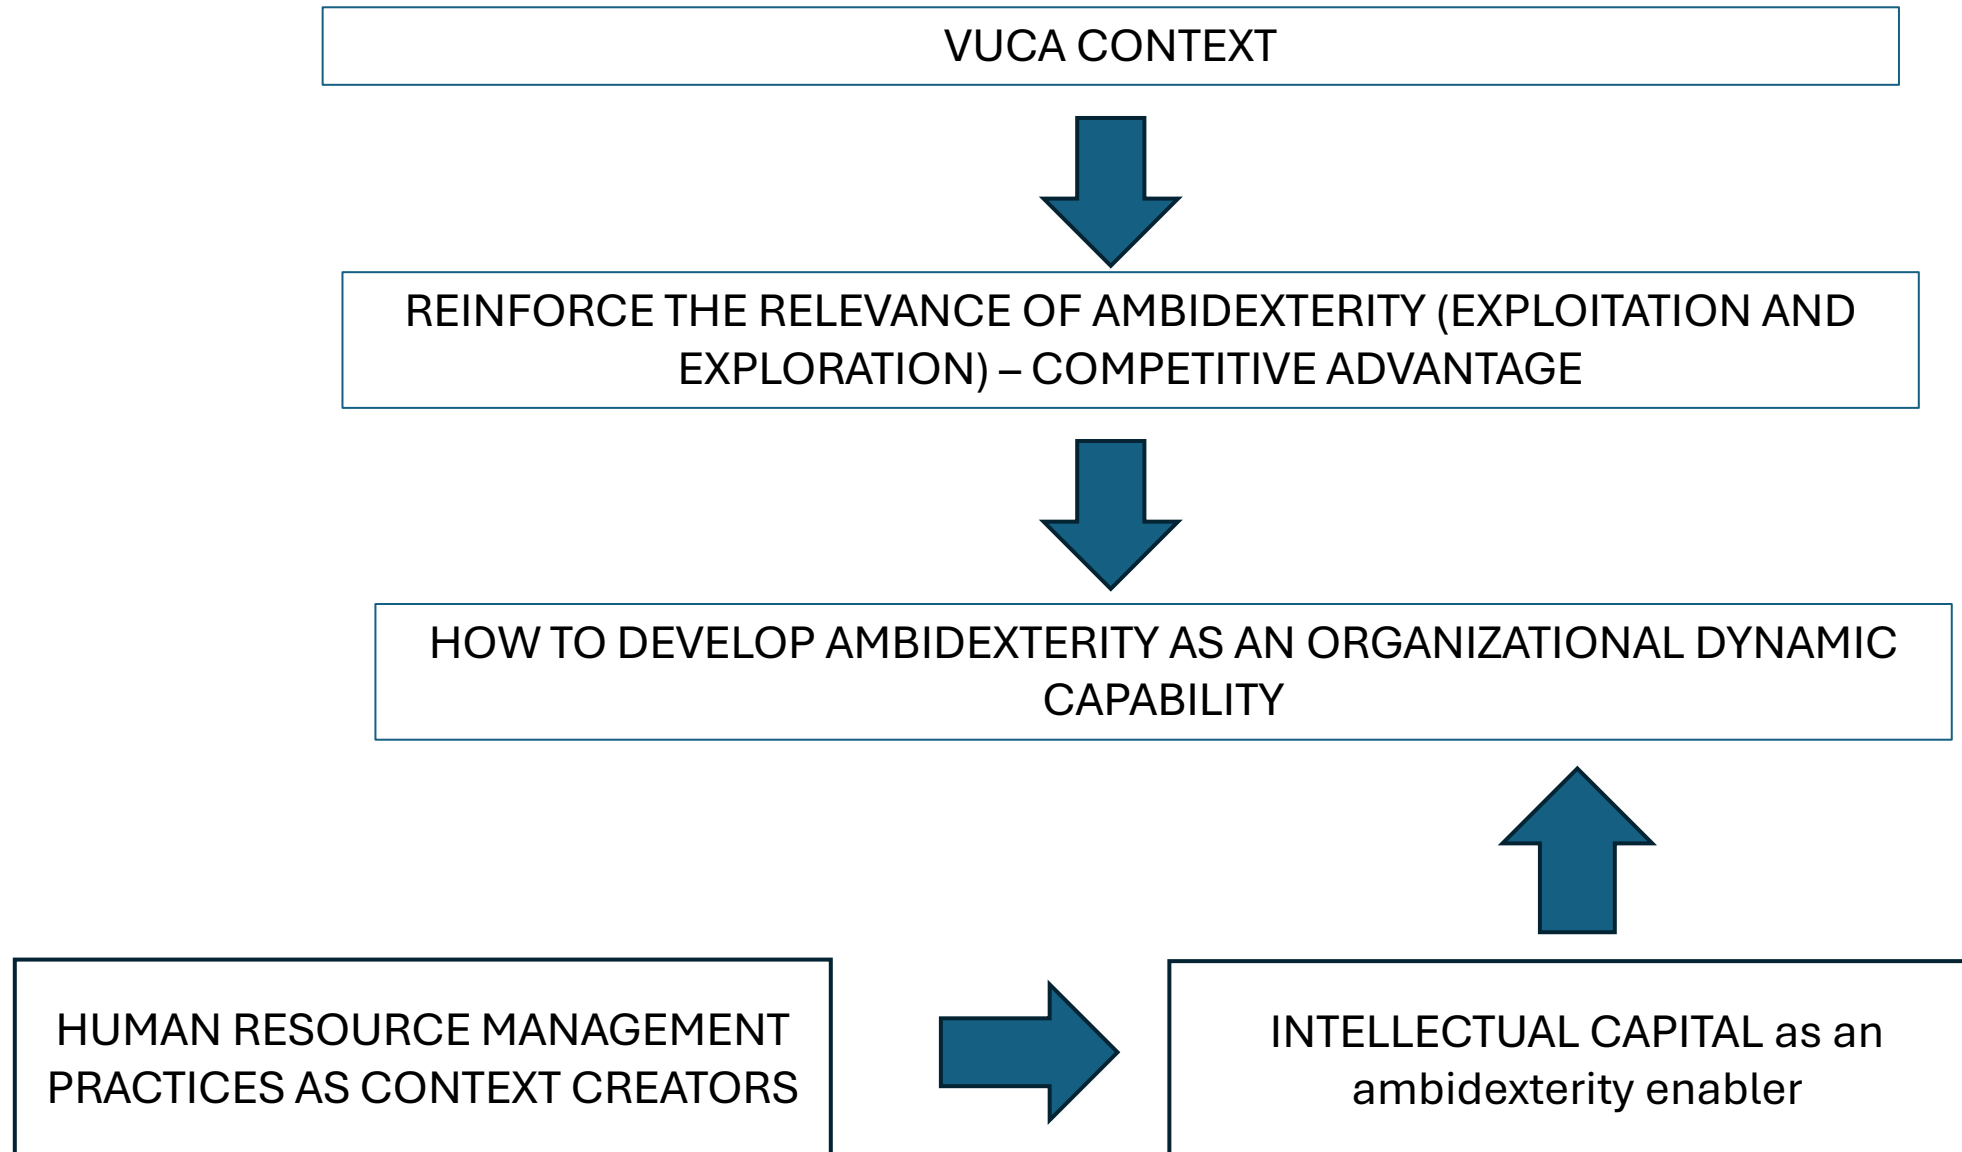 VUCA CONTEXT
REINFORCE THE RELEVANCE OF AMBIDEXTERITY (EXPLOITATION AND
EXPLORATION) – COMPETITIVE ADVANTAGE
HOW TO DEVELOP AMBIDEXTERITY AS AN ORGANIZATIONAL DYNAMIC
CAPABILITY
HUMAN RESOURCE MANAGEMENT
PRACTICES AS CONTEXT CREATORS
INTELLECTUAL CAPITAL as an
ambidexterity enabler